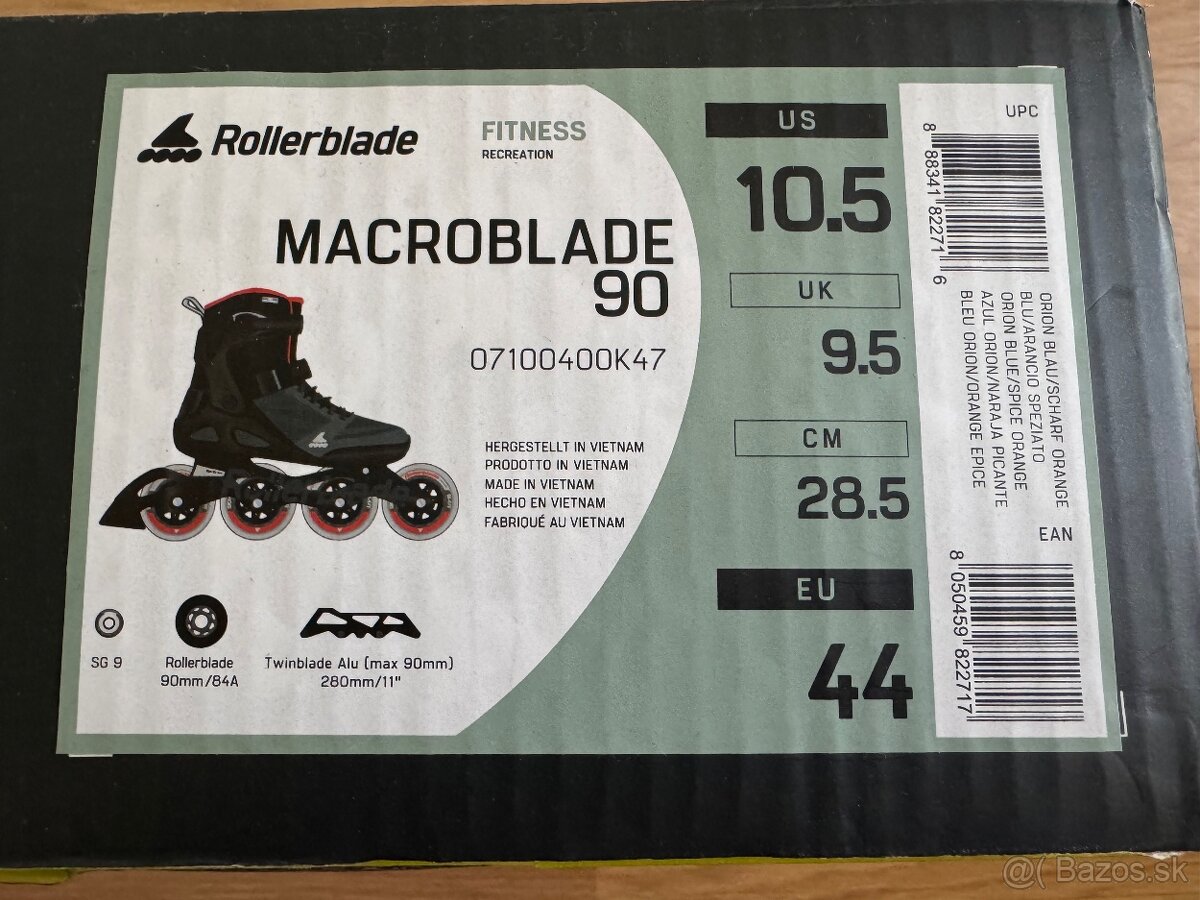 Rollerblade
FITNESS
RECREATION
MACROBLADE
90
07100400K47
HERGESTELLT IN VIETNAM
PRODOTTO IN VIETNAM
MADE IN VIETNAM
HECHO EN VIETNAM
FABRIQUÉ AU VIETNAM
Rollerblade
SG 9
Rollerblade
90mm/84A
Twinblade Alu (max 90mm)
280mm/11"
US
10.5
UK
9.5
CM
28.5
EU
44
UPC
8 88341 82271 6
ORION BLAU/SCHARF ORANGE
BLU/ARANCIO SPEZIATO
ORION BLUE/SPICE ORANGE
AZUL ORION/NARAJA PICANTE
BLEU ORION/ORANGE EPICE
EAN
8 050459 822717
@( Bazos.sk